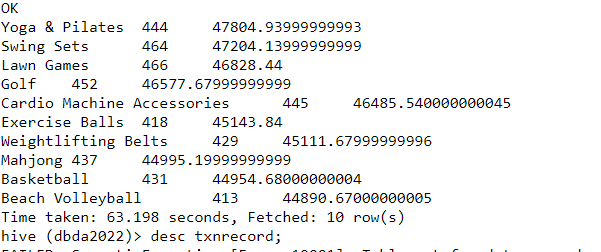 OK
Yoga & Pilates  444     47804.93999999993
Swing Sets      464     47204.13999999999
Lawn Games      466     46828.44
Golf    452     46577.67999999999
Cardio Machine Accessories      445     46485.540000000045
Exercise Balls  418     45143.84
Weightlifting Belts     429     45111.67999999996
Mahjong 437     44995.19999999999
Basketball      431     44954.68000000004
Beach Volleyball        413     44890.67000000005
Time taken: 63.198 seconds, Fetched: 10 row(s)
hive (dbda2022)> desc txnrecord;